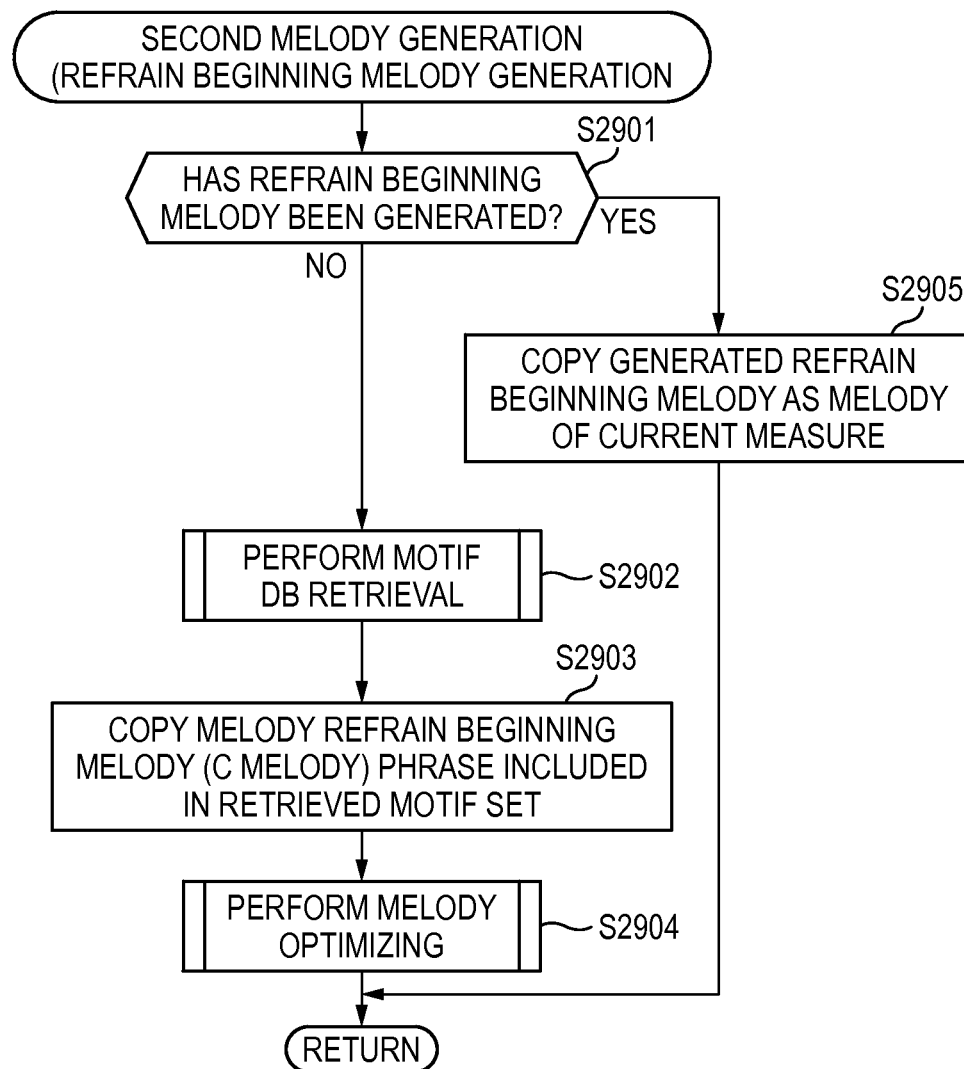 SECOND MELODY GENERATION
(REFRAIN BEGINNING MELODY GENERATION
S2901
HAS REFRAIN BEGINNING
MELODY BEEN GENERATED?
YES
NO
S2905
COPY GENERATED REFRAIN
BEGINNING MELODY AS MELODY
OF CURRENT MEASURE
PERFORM MOTIF
DB RETRIEVAL
S2902
S2903
COPY MELODY REFRAIN BEGINNING
MELODY (C MELODY) PHRASE INCLUDED
IN RETRIEVED MOTIF SET
PERFORM MELODY
OPTIMIZING
S2904
RETURN